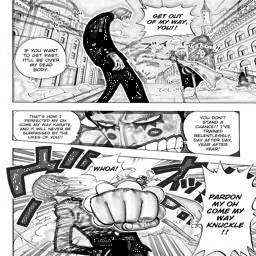 GET OUT
OF MY WAY,
YOU!!
IF YOU
WANT TO
GET PAST,
IT'LL BE OVER
MY DEAD
BODY.
THAT'S HOW I
PERFECTED MY OH
COME MY WAY KARATE,
AND IT WILL NEVER
BE SURPASSED BY
THE LIKES OF YOU!!
YOU DON'T
STAND A
CHANCE!! I'VE
TRAINED
RELENTLESSLY,
DAY AFTER DAY,
YEAR AFTER
YEAR!
WHOA!
PARDON
MY OH
COME MY
WAY
KNUCKLE
!!